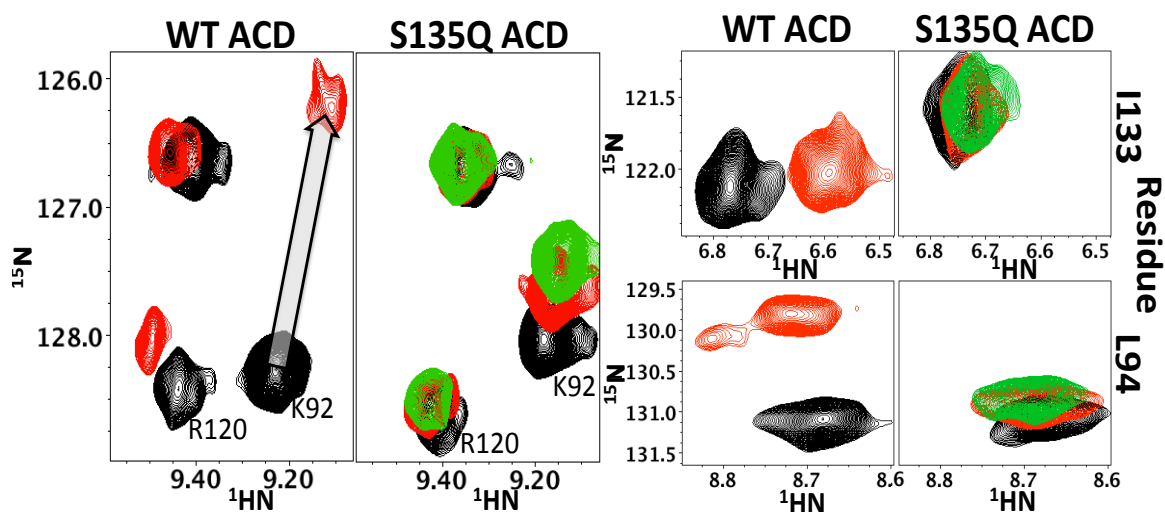 WT ACD
S135Q ACD
126.0
127.0
128.0
15N
R120
K92
9.40
9.20
1HN
R120
K92
9.40
9.20
1HN
WT ACD
S135Q ACD
121.5
122.0
15N
6.8
6.7
6.6
6.5
1HN
6.8
6.7
6.6
6.5
1HN
129.5
130.0
130.5
131.0
131.5
15N
8.8
8.7
8.6
1HN
8.8
8.7
8.6
1HN
I133
Residue
L94